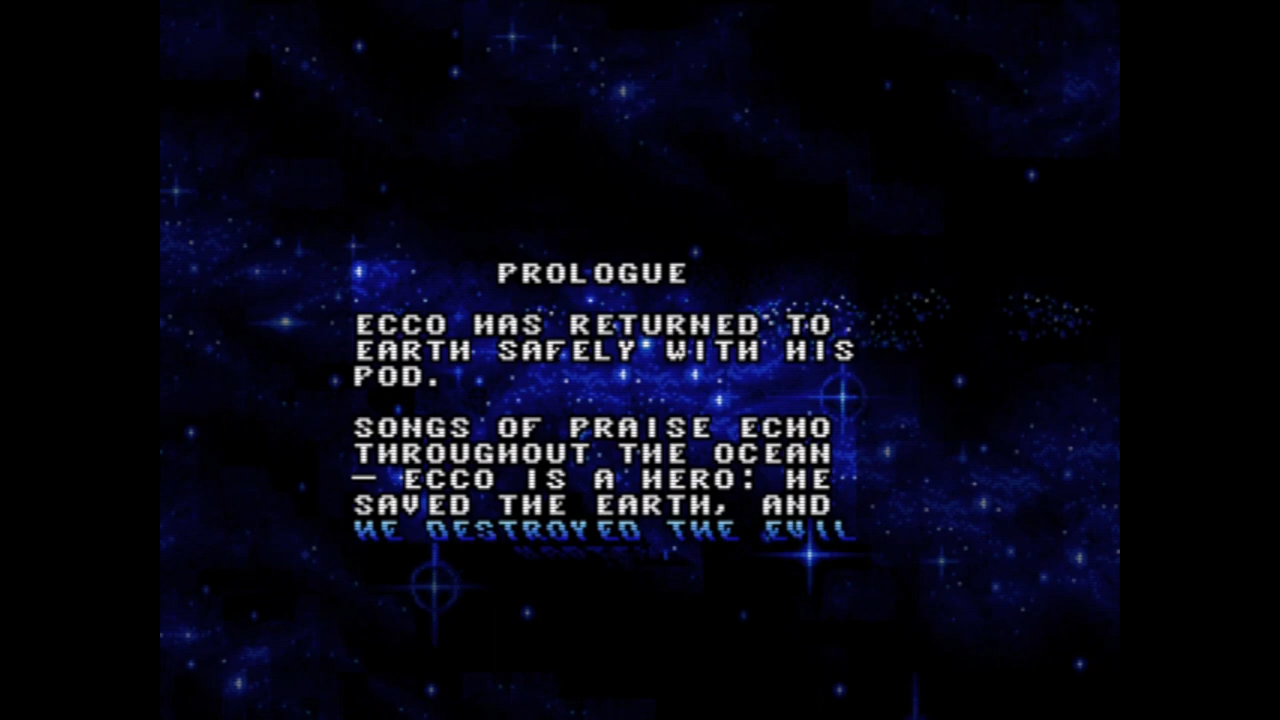 PROLOGUE
ECCO HAS RETURNED TO
EARTH SAFELY WITH HIS
POD.
SONGS OF PRAISE ECHO
THROUGHOUT THE OCEAN
— ECCO IS A HERO: HE
SAVED THE EARTH, AND
HE DESTROYED THE EVIL